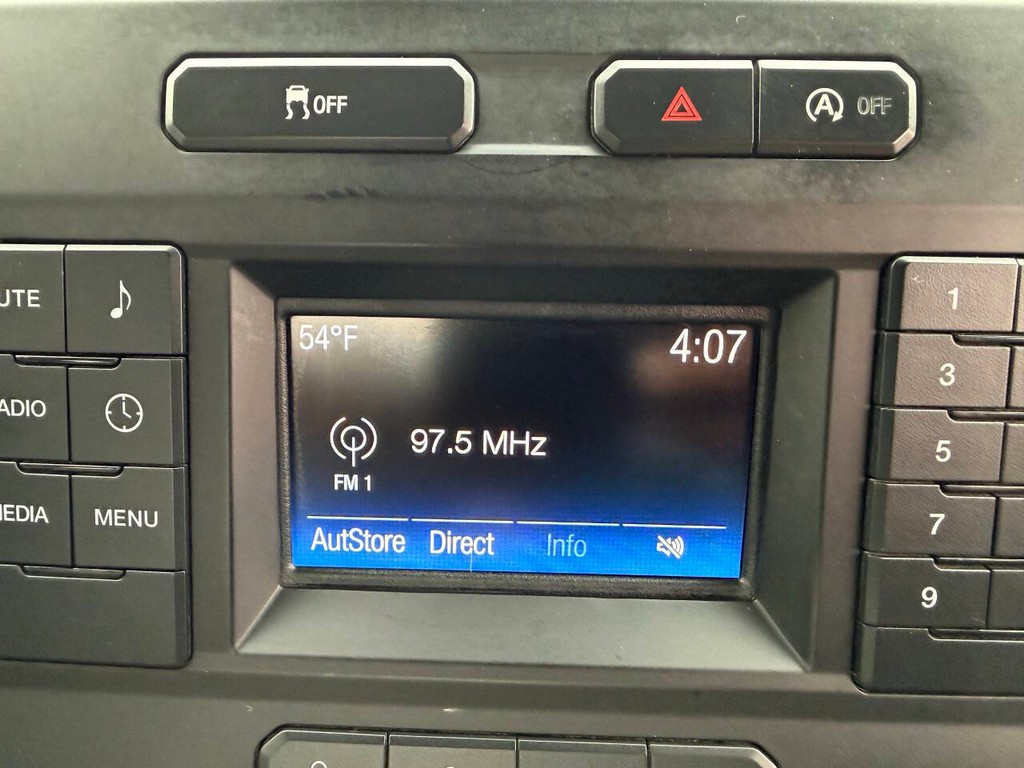 OFF
A OFF
UTE
ADIO
MEDIA
MENU
54°F
4:07
97.5 MHz
FM 1
AutStore Direct Info
1
3
5
7
9